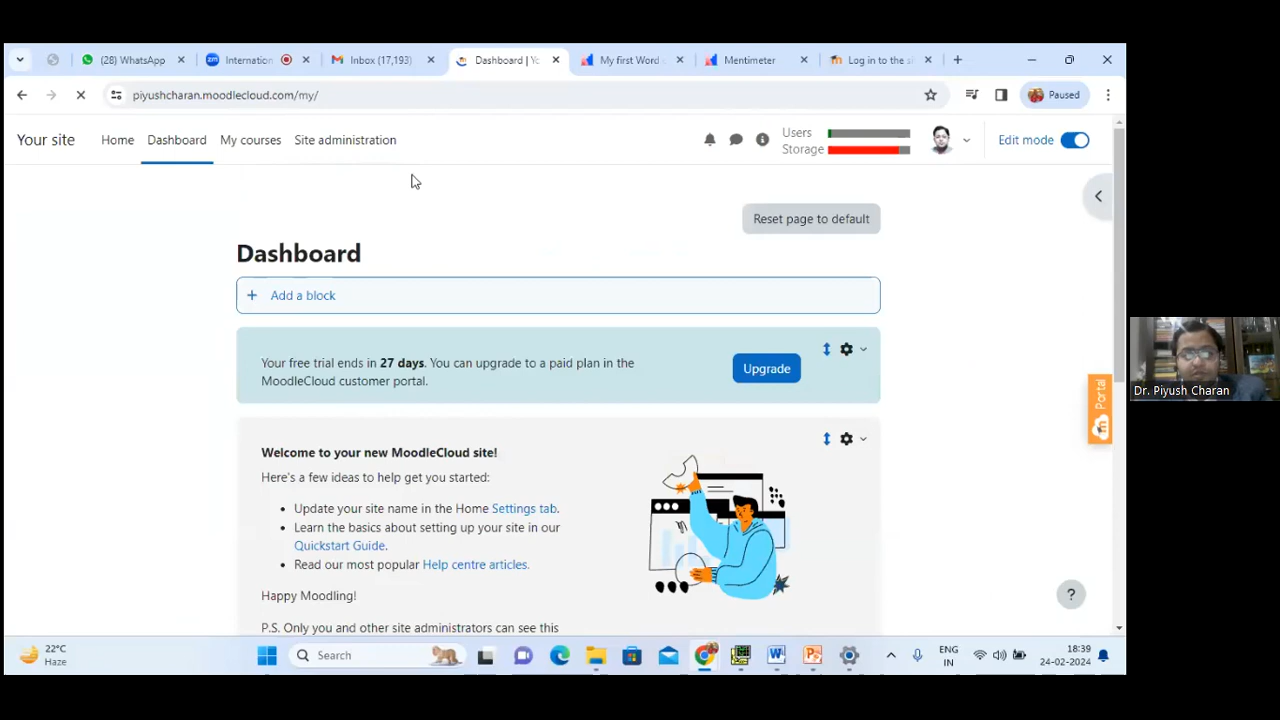 (28) WhatsApp
Internation
Inbox (17,193)
Dashboard | Yo
My first Word
Mentimeter
Log in to the si
piyushcharan.moodlecloud.com/my/
Paused
Your site
Home
Dashboard
My courses
Site administration
Users
Storage
Edit mode
Reset page to default
Dashboard
Add a block
Your free trial ends in 27 days. You can upgrade to a paid plan in the
MoodleCloud customer portal.
Upgrade
Portal
Dr. Piyush Charan
Welcome to your new MoodleCloud site!
Here's a few ideas to help get you started:
Update your site name in the Home Settings tab.
Learn the basics about setting up your site in our
Quickstart Guide.
Read our most popular Help centre articles.
Happy Moodling!
P.S. Only you and other site administrators can see this
?
22°C
Haze
Search
ENG
IN
18:39
24-02-2024